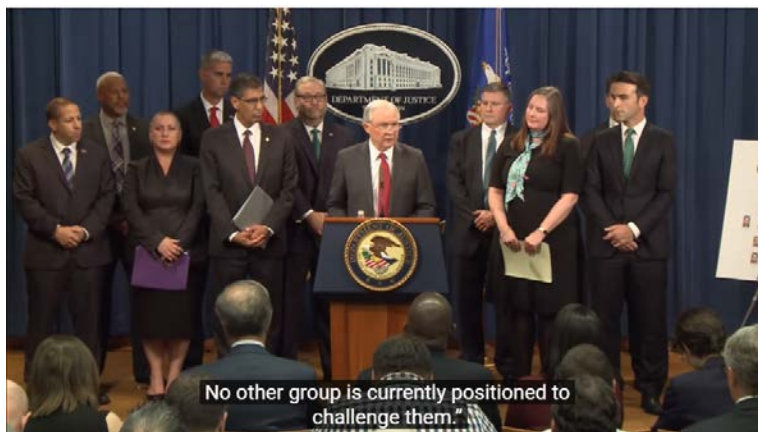 DEPARTMENT OF JUSTICE
No other group is currently positioned to
challenge them."